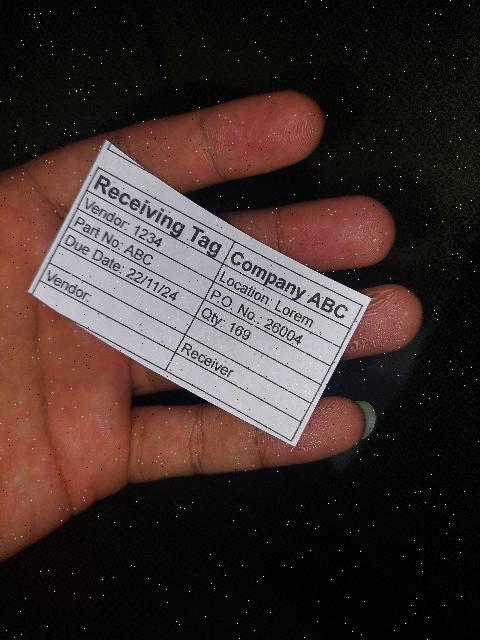 Receiving Tag Company ABC
Vendor: 1234 Location: Lorem
Part No: ABC P.O. No.: 26004
Due Date: 22/11/24 Qty: 169
Vendor: Receiver